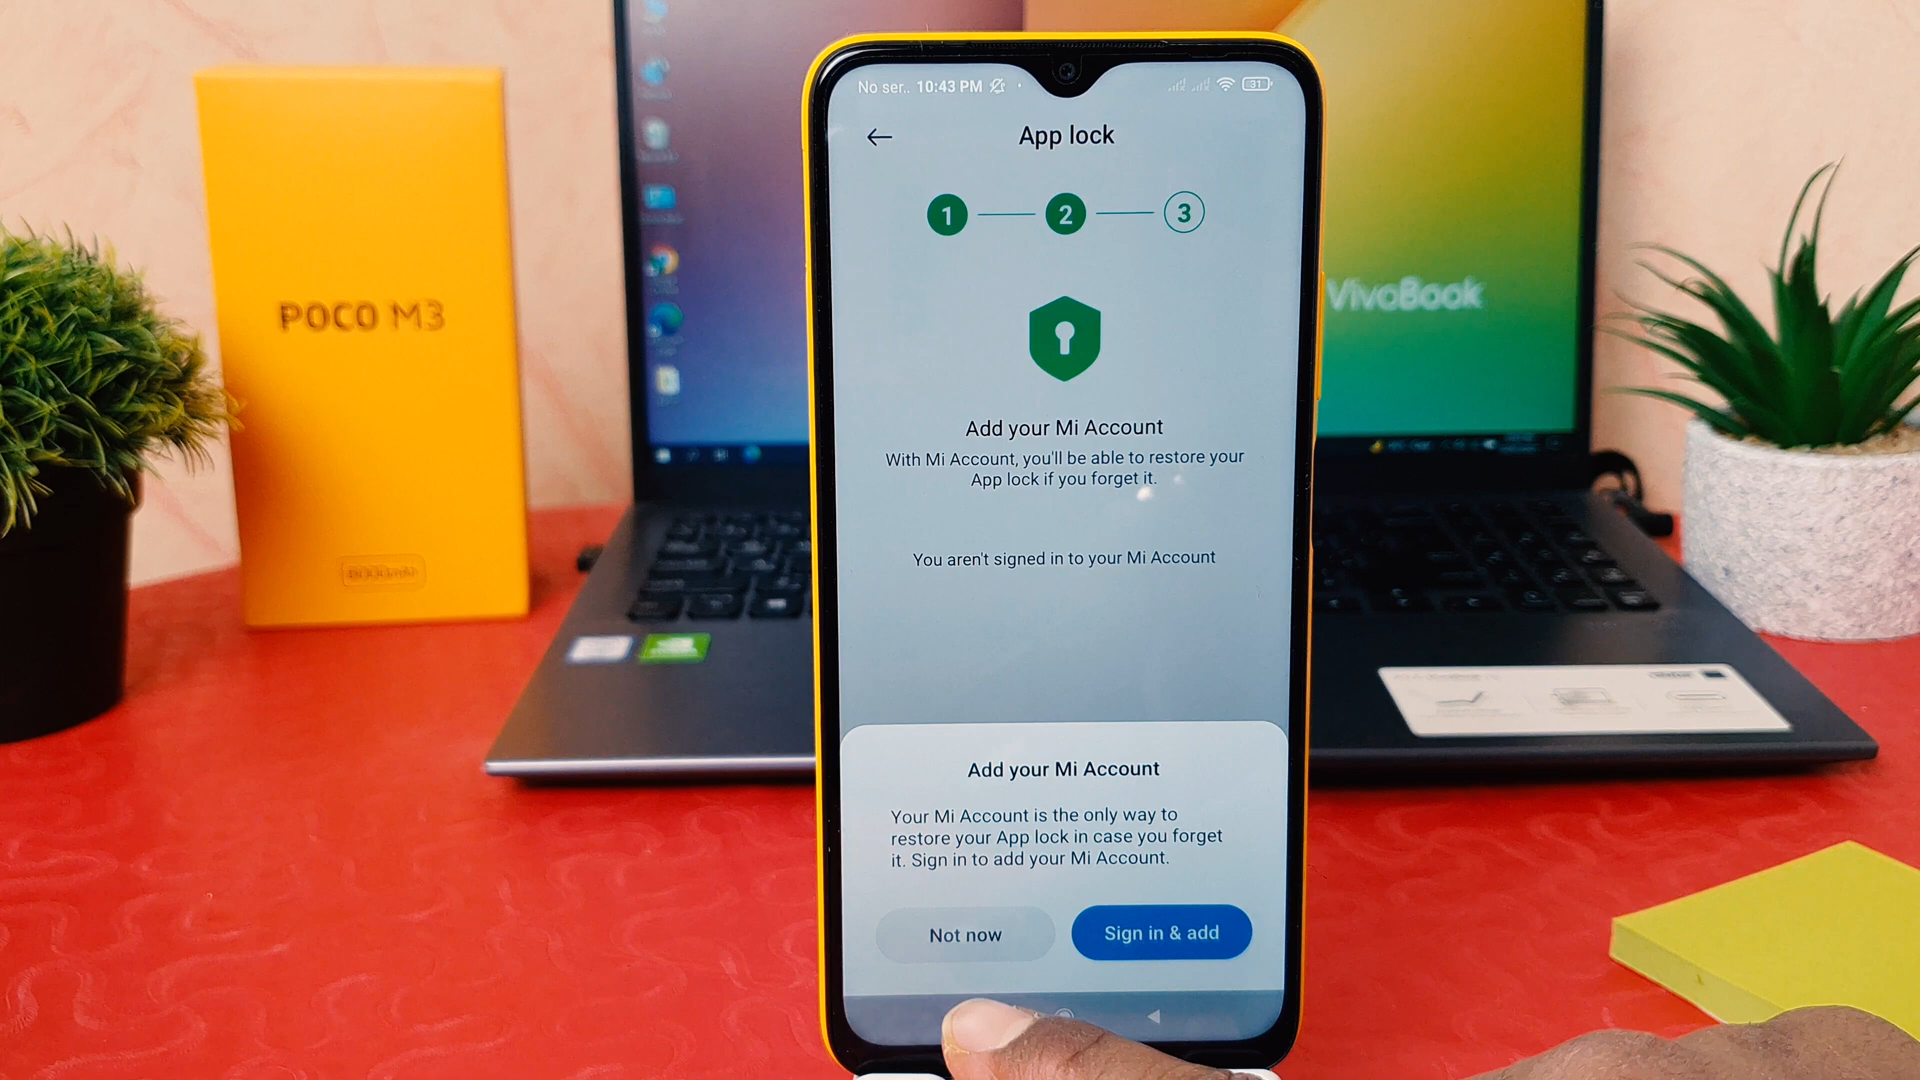 POCO M3
6000mAh
No ser.. 10:43 PM
31
App lock
1
2
3
Add your Mi Account
With Mi Account, you'll be able to restore your
App lock if you forget it.
You aren't signed in to your Mi Account
Add your Mi Account
Your Mi Account is the only way to
restore your App lock in case you forget
it. Sign in to add your Mi Account.
Not now
Sign in & add
VivoBook